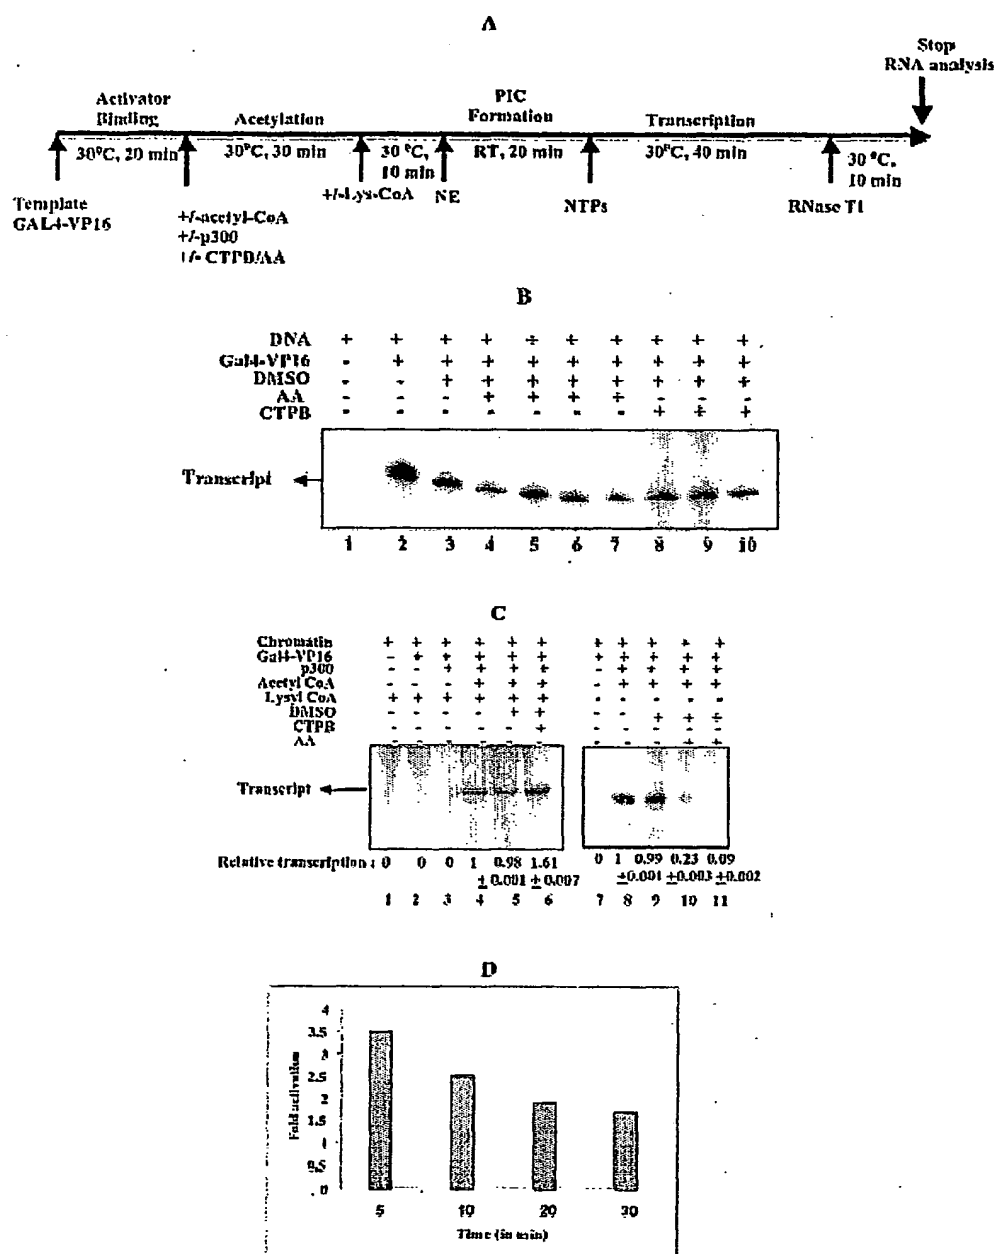 A
Stop
RNA analysis
Activator
Binding
Acetylation
PIC
Formation
Transcription
30°C, 20 min
30°C, 30 min
30 °C,
10 min
RT, 20 min
30°C, 40 min
30 °C,
10 min
Template
GAL4-VP16
+/-acetyl-CoA
+/-p300
+/- CTPB/AA
+/-Lys-CoA
NE
NTPs
RNase T1
B
DNA + + + + + + + + + +
Gal4-VP16 - + + + + + + + + +
DMSO - - + + + + + + + +
AA - - - + + + + - - -
CTPB - - - - - - - + + +
Transcript
1 2 3 4 5 6 7 8 9 10
C
Chromatin + + + + + + + + + + +
Gal4-VP16 - + + + + + + + + + +
p300 - - + + + + - + + + +
Acetyl CoA - - - + + + - + + + +
Lysyl CoA + + + + + + - - - - -
DMSO - - - - + + - - + + +
CTPB - - - - - + - - - - -
AA - - - - - - - - - + +
Transcript
Relative transcription : 0 0 0 1 0.98 1.61 0 1 0.99 0.23 0.09
±0.001 ±0.007 ±0.001 ±0.003 ±0.002
1 2 3 4 5 6 7 8 9 10 11
D
Fold activation
4
3.5
3
2.5
2
1.5
1
0.5
0
5 10 20 30
Time (in min)